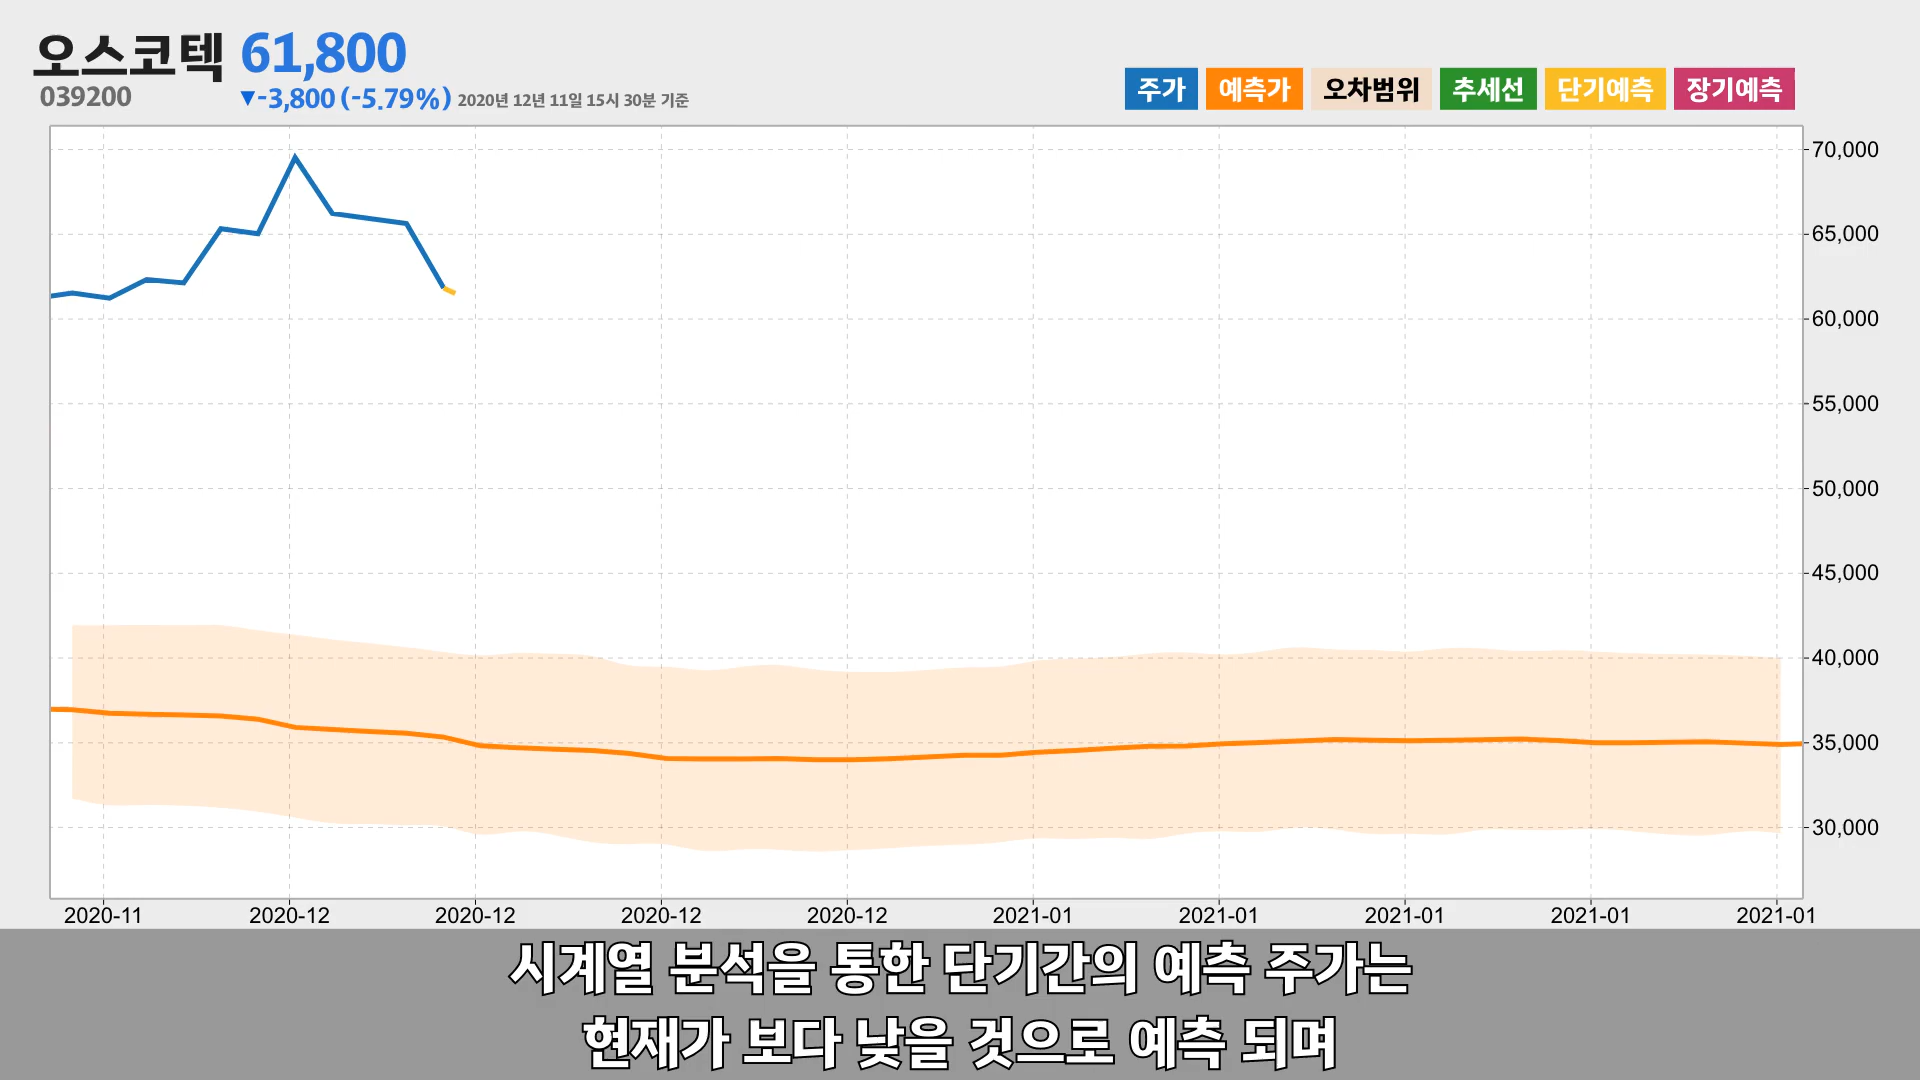 오스코텍 61,800
039200 ▼-3,800 (-5.79%) 2020년 12년 11일 15시 30분 기준
주가 예측가 오차범위 추세선 단기예측 장기예측
70,000
65,000
60,000
55,000
50,000
45,000
40,000
35,000
30,000
2020-11 2020-12 2020-12 2020-12 2020-12 2021-01 2021-01 2021-01 2021-01 2021-01
시계열 분석을 통한 단기간의 예측 주가는
현재가 보다 낮을 것으로 예측 되며